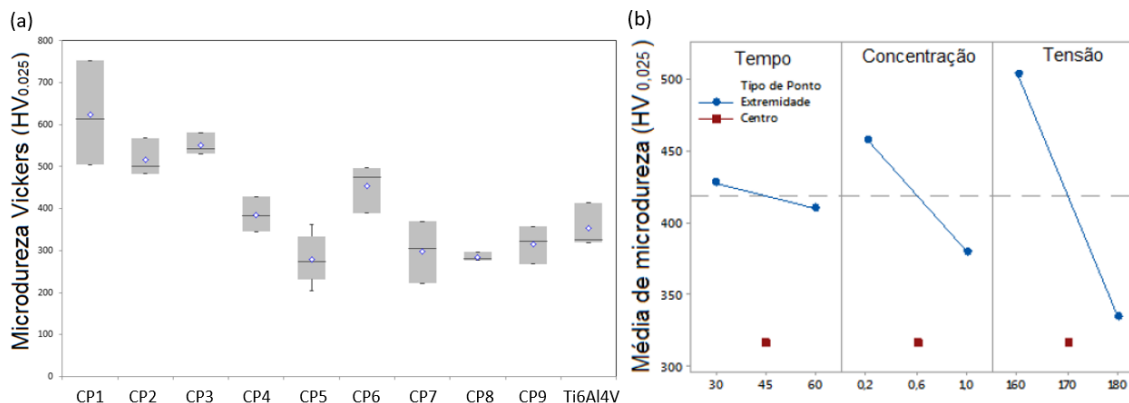 (a)
Microdureza Vickers (HV0.025)
800
700
600
500
400
300
200
100
0
CP1 CP2 CP3 CP4 CP5 CP6 CP7 CP8 CP9 Ti6Al4V
(b)
Média de microdureza (HV 0,025)
Tempo Concentração Tensão
Tipo de Ponto
Extremidade
Centro
500
450
400
350
300
30 45 60 0,2 0,6 1,0 160 170 180